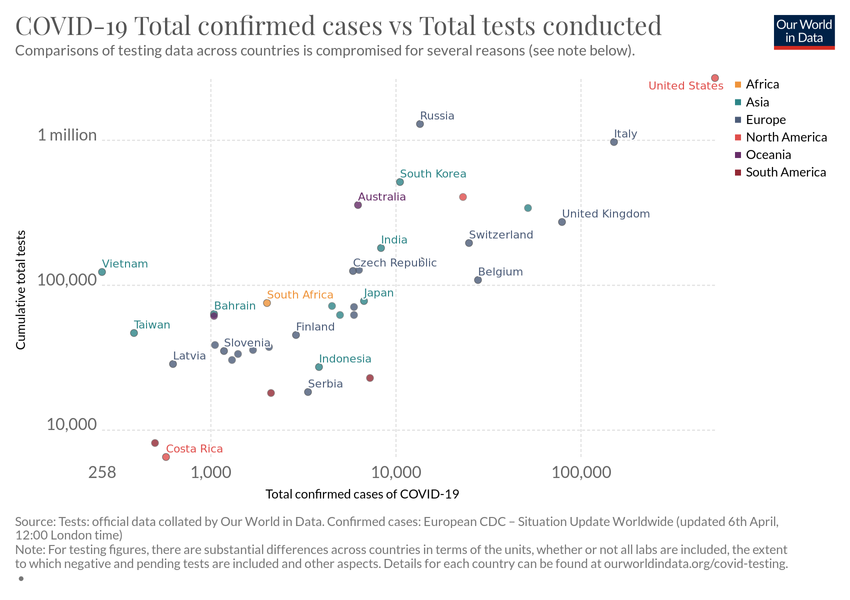 COVID-19 Total confirmed cases vs Total tests conducted
Comparisons of testing data across countries is compromised for several reasons (see note below).
Our World
in Data
United States
Russia
1 million
Italy
South Korea
Australia
United Kingdom
Switzerland
India
Czech Republic
Vietnam
Belgium
100,000
Japan
South Africa
Bahrain
Taiwan
Finland
Slovenia
Latvia
Indonesia
Serbia
10,000
Costa Rica
Cumulative total tests
258
1,000
10,000
100,000
Total confirmed cases of COVID-19
Africa
Asia
Europe
North America
Oceania
South America
Source: Tests: official data collated by Our World in Data. Confirmed cases: European CDC – Situation Update Worldwide (updated 6th April,
12:00 London time)
Note: For testing figures, there are substantial differences across countries in terms of the units, whether or not all labs are included, the extent
to which negative and pending tests are included and other aspects. Details for each country can be found at ourworldindata.org/covid-testing.